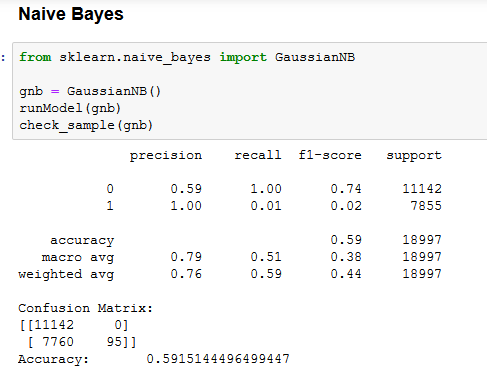 Naive Bayes
: from sklearn.naive_bayes import GaussianNB
gnb = GaussianNB()
runModel(gnb)
check_sample(gnb)
precision recall f1-score support
0 0.59 1.00 0.74 11142
1 1.00 0.01 0.02 7855
accuracy 0.59 18997
macro avg 0.79 0.51 0.38 18997
weighted avg 0.76 0.59 0.44 18997
Confusion Matrix:
[[11142 0]
[ 7760 95]]
Accuracy: 0.5915144496499447